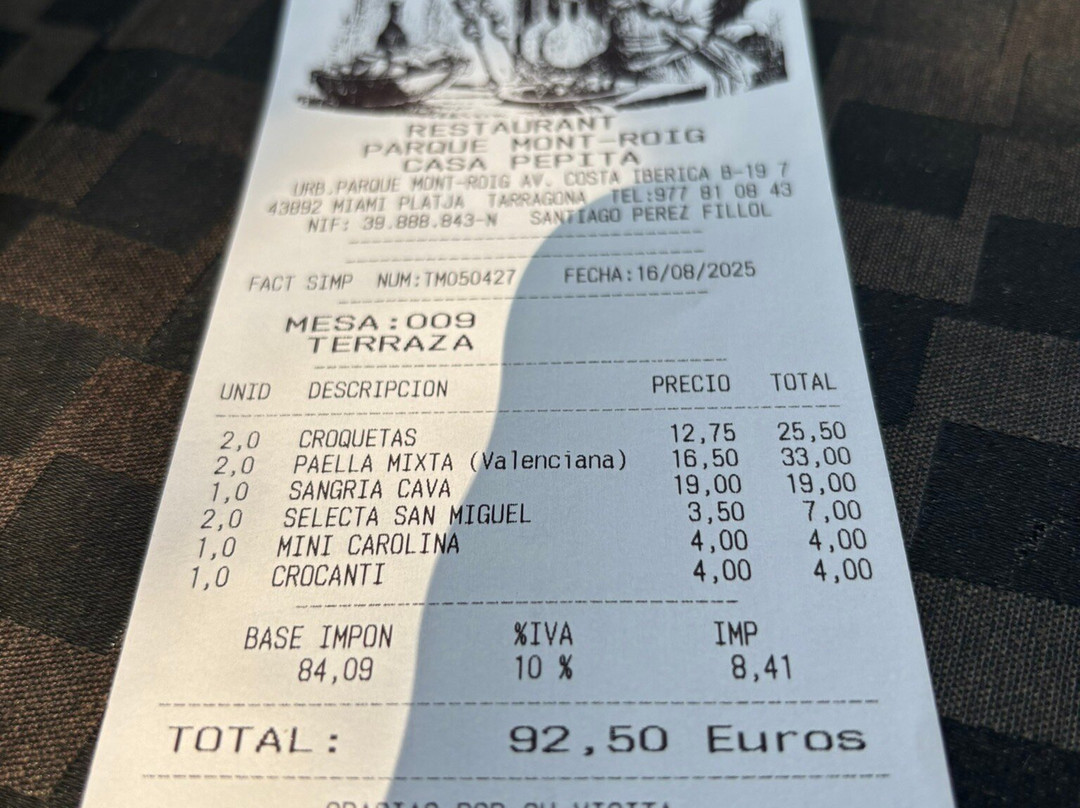 RESTAURANT
PARQUE MONT-ROIG
CASA PEPITA
URB.PARQUE MONT-ROIG AV. COSTA IBERICA B-19 7
43892 MIAMI PLATJA TARRAGONA TEL:977 81 08 43
NIF: 39.888.843-N SANTIAGO PEREZ FILLOL
FACT SIMP NUM:TM050427 FECHA:16/08/2025
MESA:009
TERRAZA
UNID DESCRIPCION PRECIO TOTAL
2,0 CROQUETAS 12,75 25,50
2,0 PAELLA MIXTA (Valenciana) 16,50 33,00
1,0 SANGRIA CAVA 19,00 19,00
2,0 SELECTA SAN MIGUEL 3,50 7,00
1,0 MINI CAROLINA 4,00 4,00
1,0 CROCANTI 4,00 4,00
BASE IMPON %IVA IMP
84,09 10 % 8,41
TOTAL: 92,50 Euros
GRACIAS POR SU VISITA